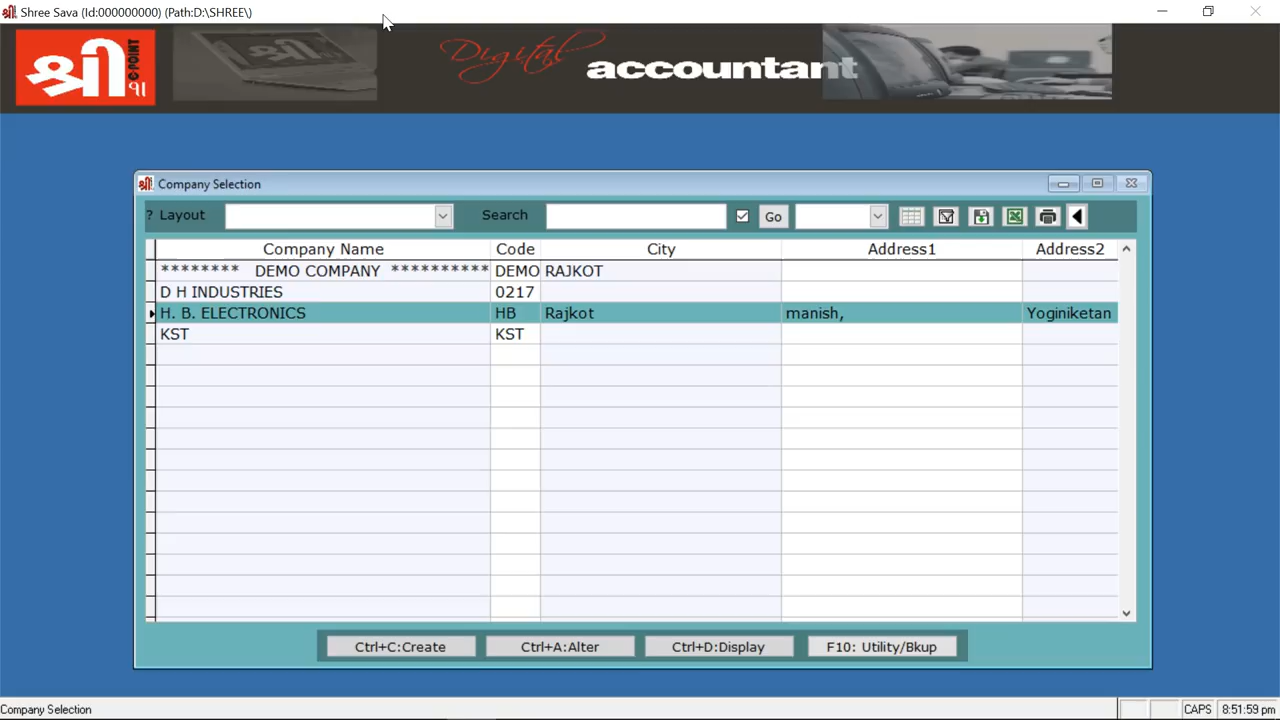 Shree Sava (Id:000000000) (Path:D:\SHREE\)
श्री
e-POINT
९१
Digital
accountant
Company Selection
? Layout Search Go
Company Name Code City Address1 Address2
******** DEMO COMPANY ********** DEMO RAJKOT
D H INDUSTRIES 0217
H. B. ELECTRONICS HB Rajkot manish, Yoginiketan
KST KST
Ctrl+C:Create Ctrl+A:Alter Ctrl+D:Display F10: Utility/Bkup
Company Selection CAPS 8:51:59 pm